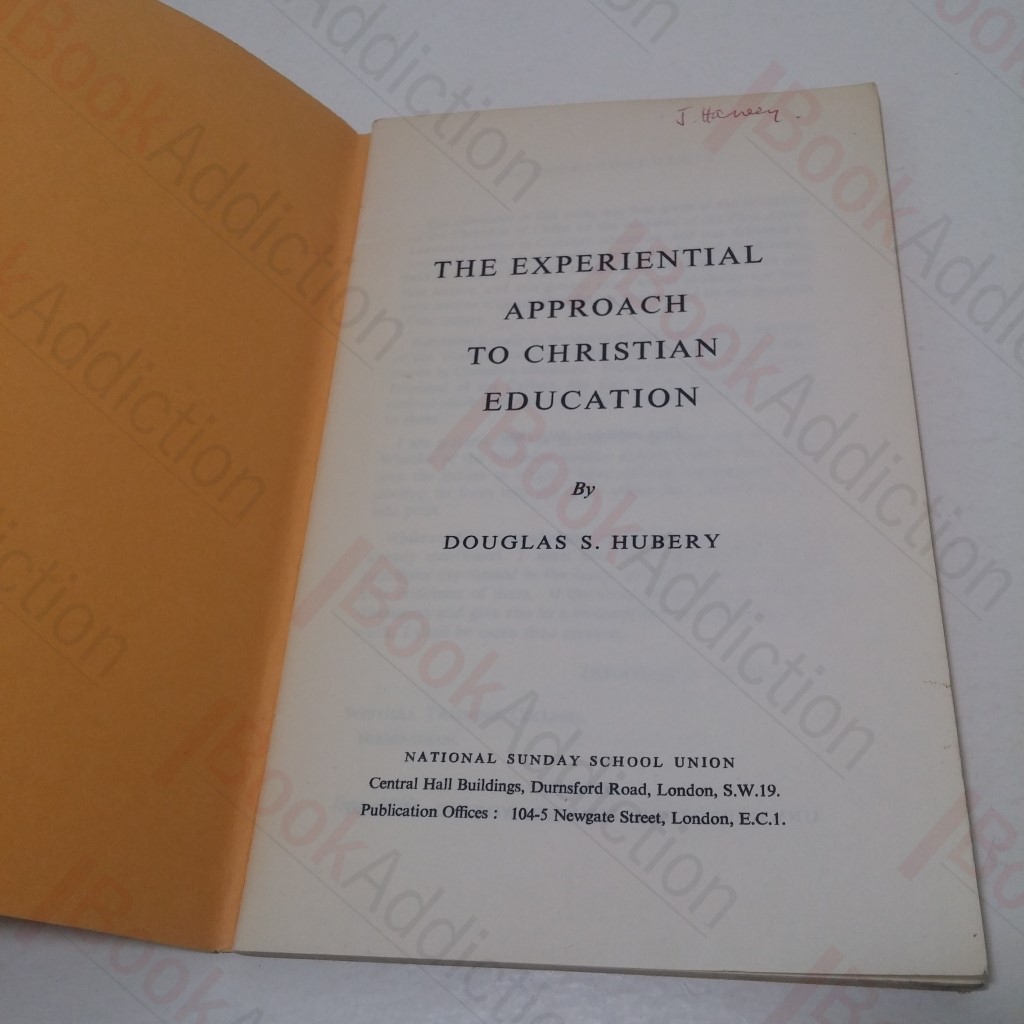 J. Harvey.
THE EXPERIENTIAL
APPROACH
TO CHRISTIAN
EDUCATION
By
DOUGLAS S. HUBERY
NATIONAL SUNDAY SCHOOL UNION
Central Hall Buildings, Durnsford Road, London, S.W.19.
Publication Offices : 104-5 Newgate Street, London, E.C.1.
BookAddiction